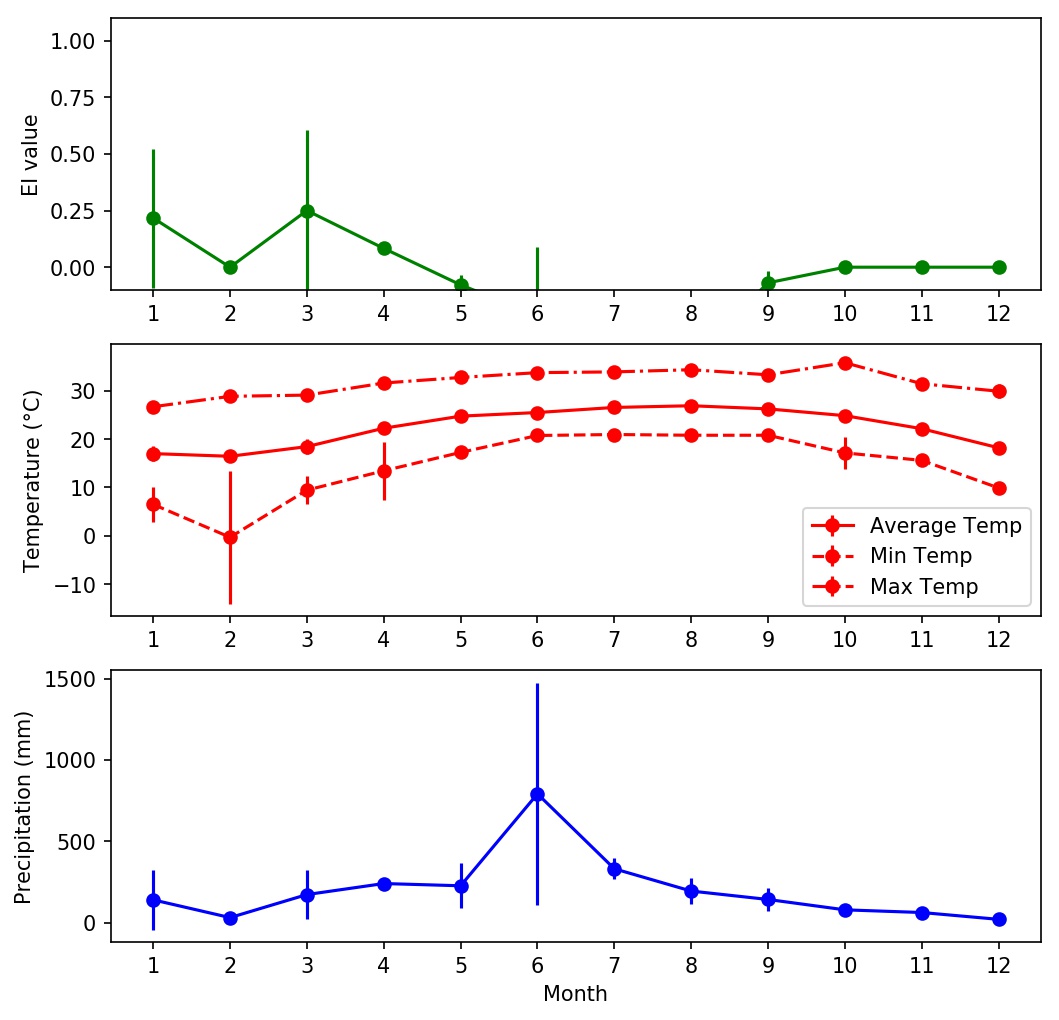 EI value
1.00
0.75
0.50
0.25
0.00
1 2 3 4 5 6 7 8 9 10 11 12
Temperature (°C)
30
20
10
0
−10
Average Temp
Min Temp
Max Temp
1 2 3 4 5 6 7 8 9 10 11 12
Precipitation (mm)
1500
1000
500
0
1 2 3 4 5 6 7 8 9 10 11 12
Month